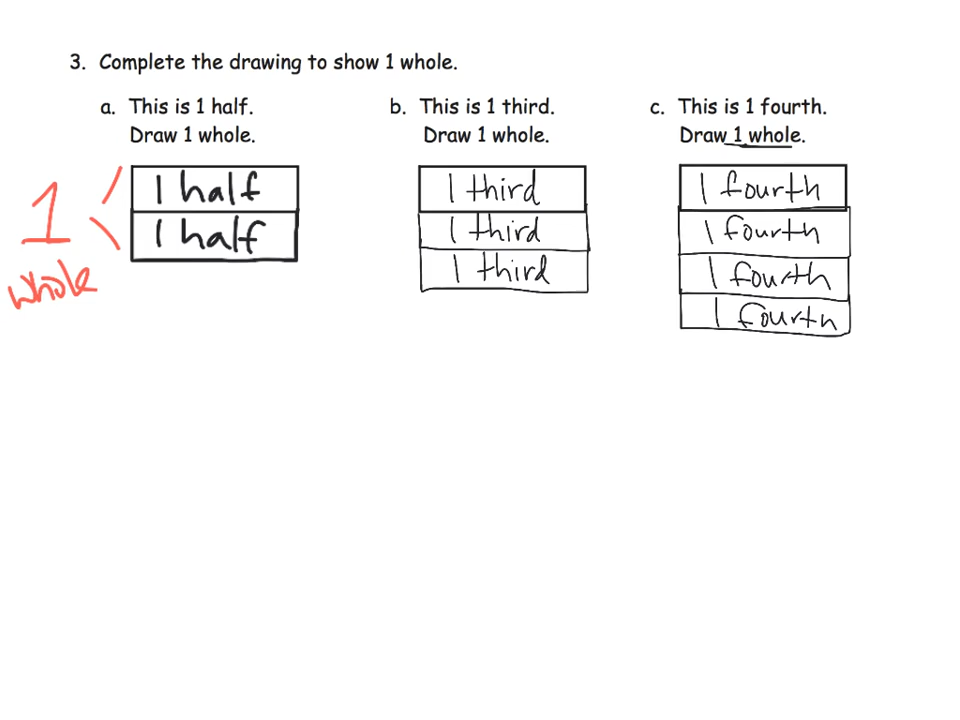 3. Complete the drawing to show 1 whole.
a. This is 1 half.
Draw 1 whole.
1 half
1 half
1
whole
b. This is 1 third.
Draw 1 whole.
1 third
1 third
1 third
c. This is 1 fourth.
Draw 1 whole.
1 fourth
1 fourth
1 fourth
1 fourth